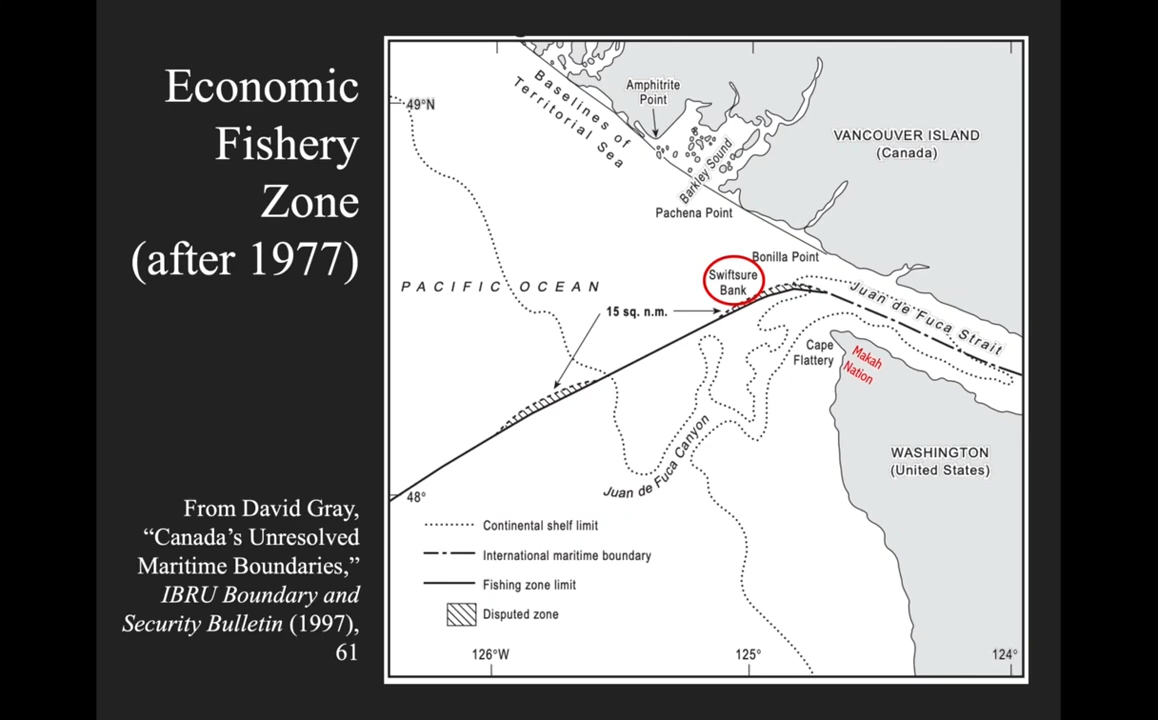 Economic
Fishery
Zone
(after 1977)
From David Gray,
“Canada’s Unresolved
Maritime Boundaries,”
IBRU Boundary and
Security Bulletin (1997),
61
49°N
Baselines of
Territorial Sea
Amphitrite
Point
Barkley Sound
VANCOUVER ISLAND
(Canada)
Pachena Point
Bonilla Point
Swiftsure
Bank
PACIFIC OCEAN
15 sq. n.m.
Juan de Fuca Strait
Cape
Flattery
Makah
Nation
Juan de Fuca Canyon
WASHINGTON
(United States)
48°
Continental shelf limit
International maritime boundary
Fishing zone limit
Disputed zone
126°W
125°
124°